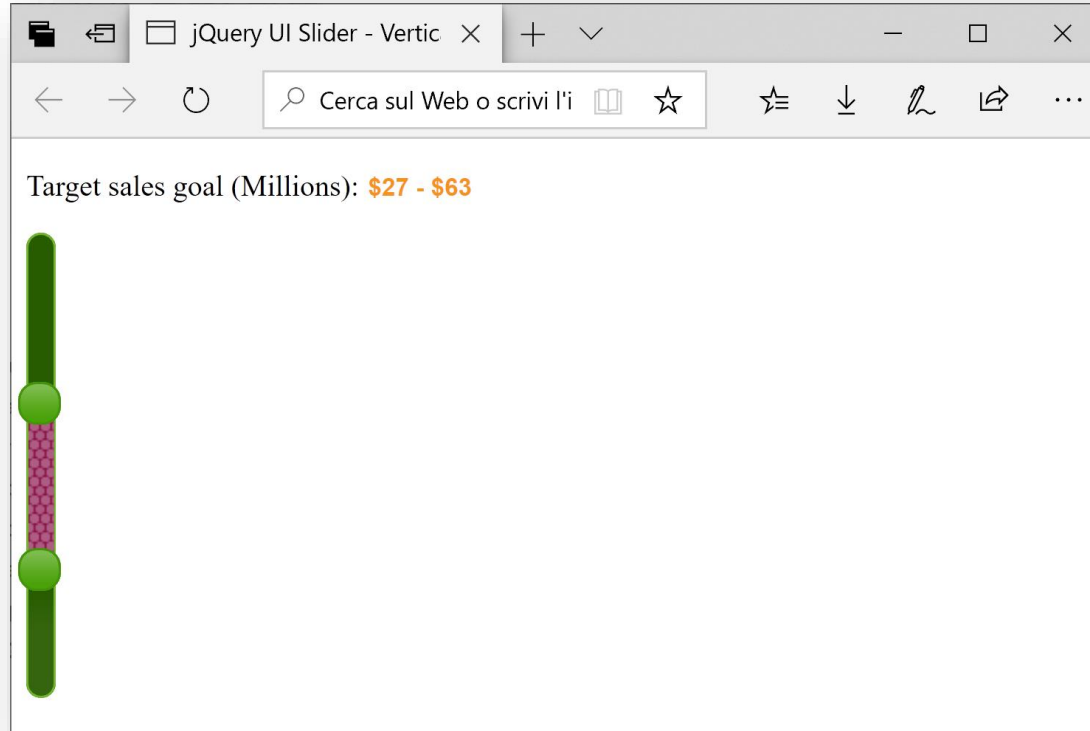 jQuery UI Slider - Vertic
Cerca sul Web o scrivi l'i
Target sales goal (Millions): $27 - $63